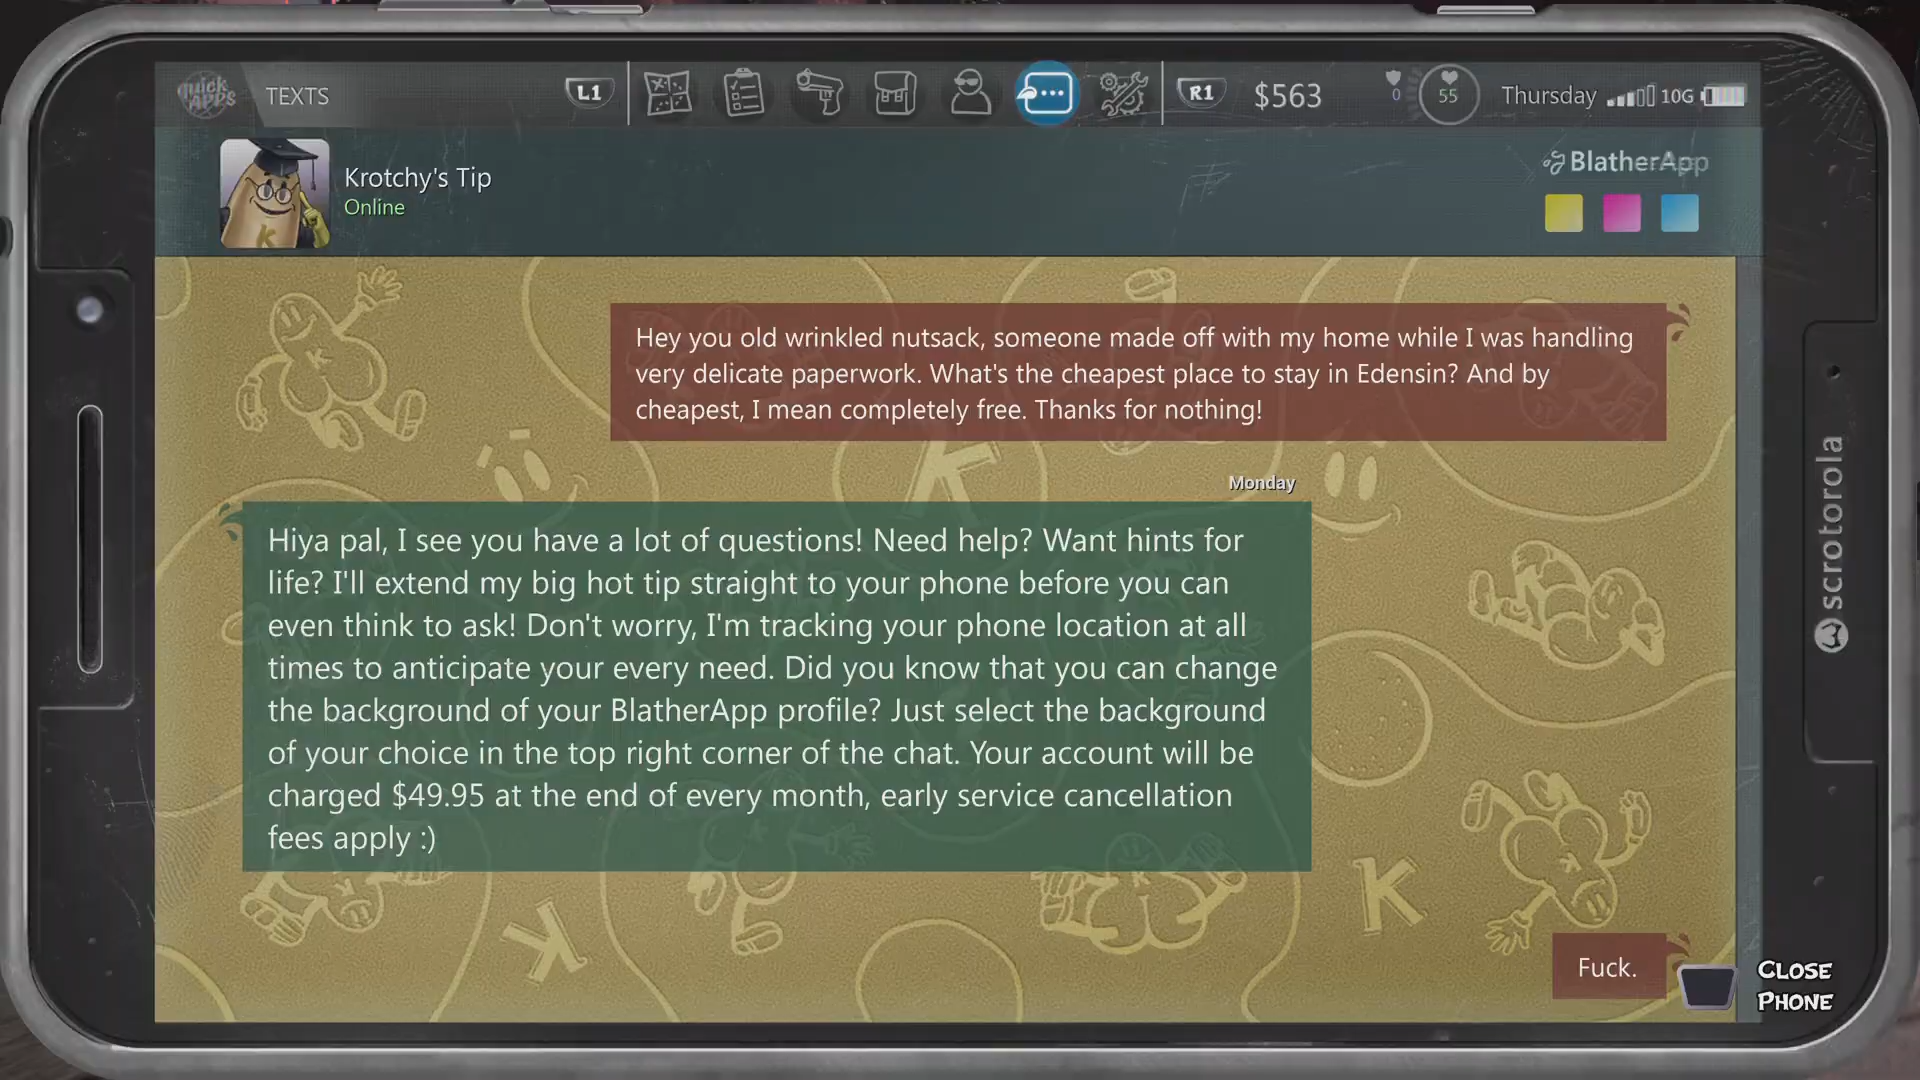 Quick Apps
TEXTS
L1
R1
$563
0
55
Thursday
10G
Krotchy's Tip
Online
BlatherApp
Hey you old wrinkled nutsack, someone made off with my home while I was handling
very delicate paperwork. What's the cheapest place to stay in Edensin? And by
cheapest, I mean completely free. Thanks for nothing!
Monday
Hiya pal, I see you have a lot of questions! Need help? Want hints for
life? I'll extend my big hot tip straight to your phone before you can
even think to ask! Don't worry, I'm tracking your phone location at all
times to anticipate your every need. Did you know that you can change
the background of your BlatherApp profile? Just select the background
of your choice in the top right corner of the chat. Your account will be
charged $49.95 at the end of every month, early service cancellation
fees apply :)
Fuck.
CLOSE
PHONE
scrotorola